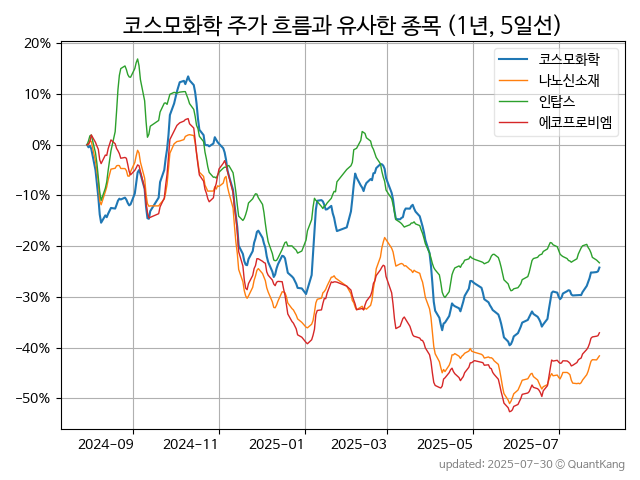 코스모화학 주가 흐름과 유사한 종목 (1년, 5일선)
20%
10%
0%
−10%
−20%
−30%
−40%
−50%
코스모화학
나노신소재
인탑스
에코프로비엠
2024-09 2024-11 2025-01 2025-03 2025-05 2025-07
updated: 2025-07-30 © QuantKang